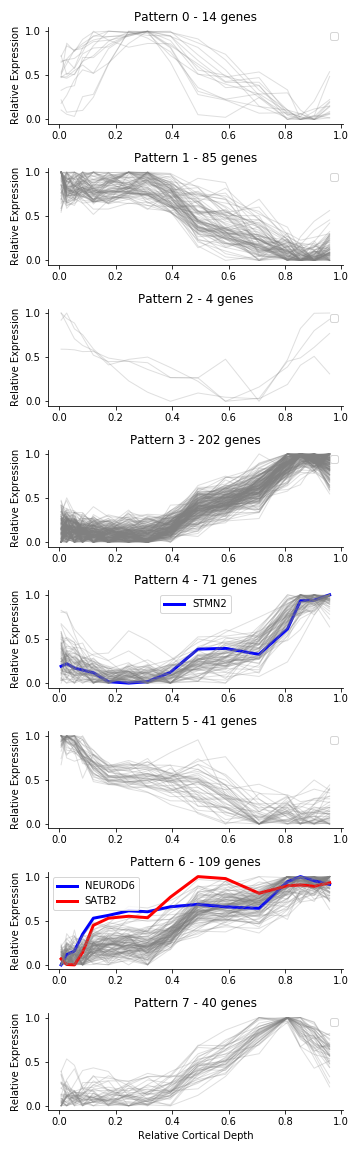 Pattern 0 - 14 genes
Relative Expression
1.0
0.5
0.0
0.0 0.2 0.4 0.6 0.8 1.0
Pattern 1 - 85 genes
Relative Expression
1.0
0.5
0.0
0.0 0.2 0.4 0.6 0.8 1.0
Pattern 2 - 4 genes
Relative Expression
1.0
0.5
0.0
0.0 0.2 0.4 0.6 0.8 1.0
Pattern 3 - 202 genes
Relative Expression
1.0
0.5
0.0
0.0 0.2 0.4 0.6 0.8 1.0
Pattern 4 - 71 genes
Relative Expression
1.0
STMN2
0.5
0.0
0.0 0.2 0.4 0.6 0.8 1.0
Pattern 5 - 41 genes
Relative Expression
1.0
0.5
0.0
0.0 0.2 0.4 0.6 0.8 1.0
Pattern 6 - 109 genes
Relative Expression
1.0
NEUROD6
SATB2
0.5
0.0
0.0 0.2 0.4 0.6 0.8 1.0
Pattern 7 - 40 genes
Relative Expression
1.0
0.5
0.0
0.0 0.2 0.4 0.6 0.8 1.0
Relative Cortical Depth